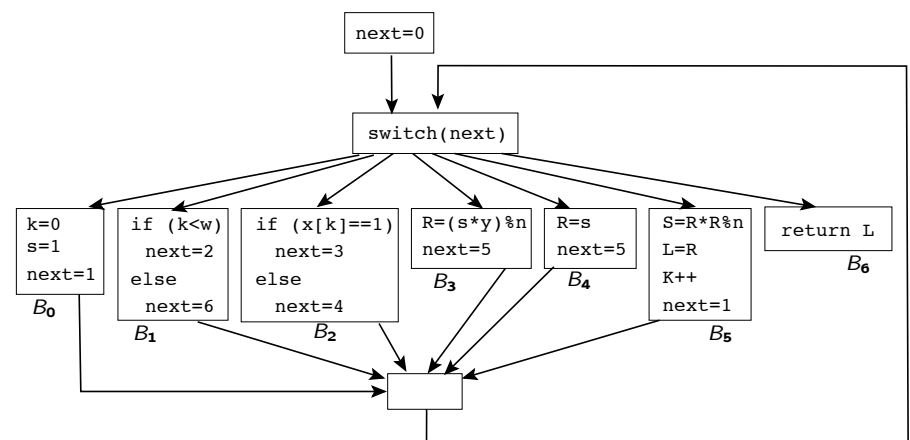 next=0
switch(next)
k=0
s=1
next=1
B0
if (k<w)
next=2
else
next=6
B1
if (x[k]==1)
next=3
else
next=4
B2
R=(s*y)%n
next=5
B3
R=s
next=5
B4
S=R*R%n
L=R
K++
next=1
B5
return L
B6